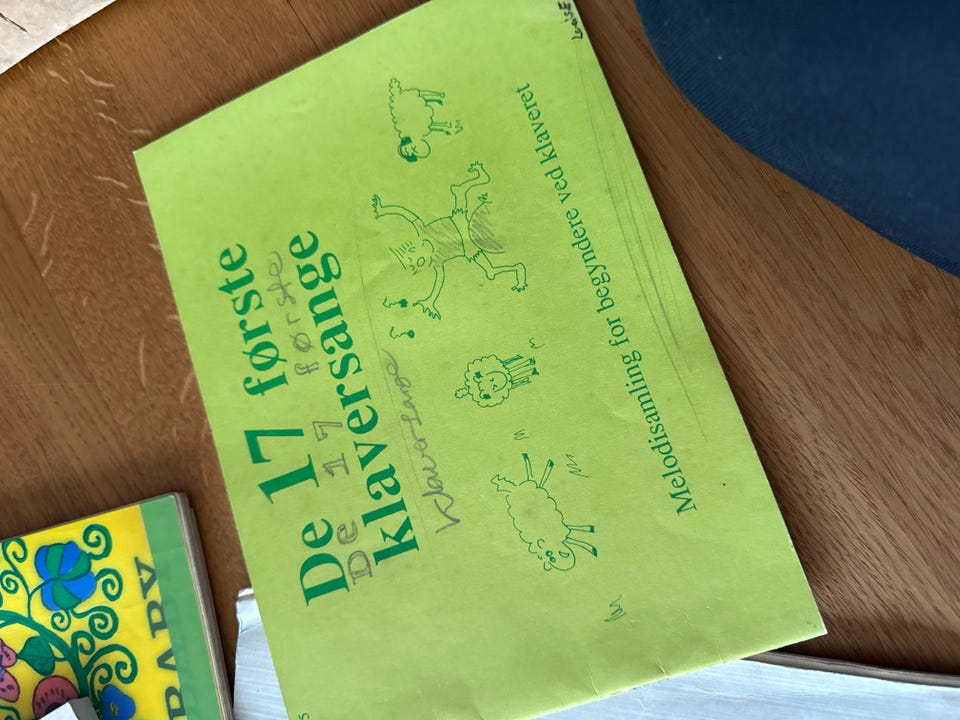 De 17 første
De 17 første
klaversange
klaversange
Melodisamling for begyndere ved klaveret